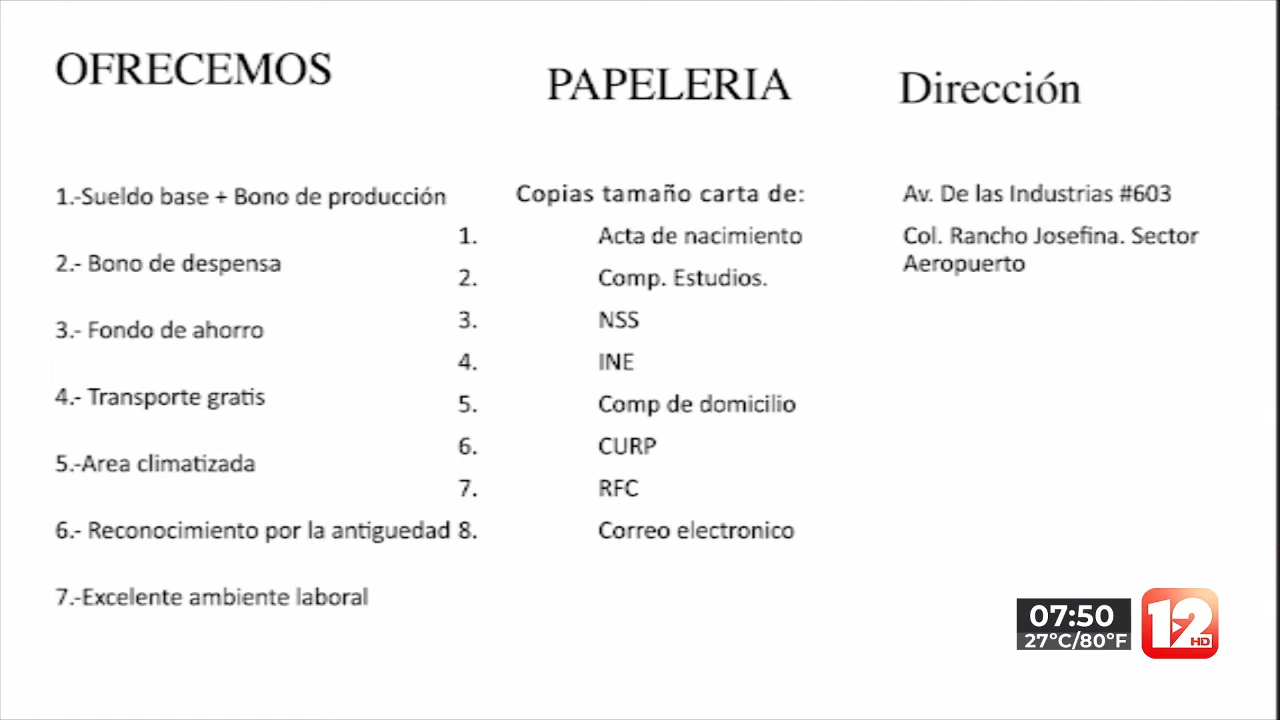 OFRECEMOS
1.-Sueldo base + Bono de producción
2.- Bono de despensa
3.- Fondo de ahorro
4.- Transporte gratis
5.-Area climatizada
6.- Reconocimiento por la antiguedad
7.-Excelente ambiente laboral
PAPELERIA
Copias tamaño carta de:
1. Acta de nacimiento
2. Comp. Estudios.
3. NSS
4. INE
5. Comp de domicilio
6. CURP
7. RFC
8. Correo electronico
Dirección
Av. De las Industrias #603
Col. Rancho Josefina. Sector
Aeropuerto
07:50
27°C/80°F
12
HD